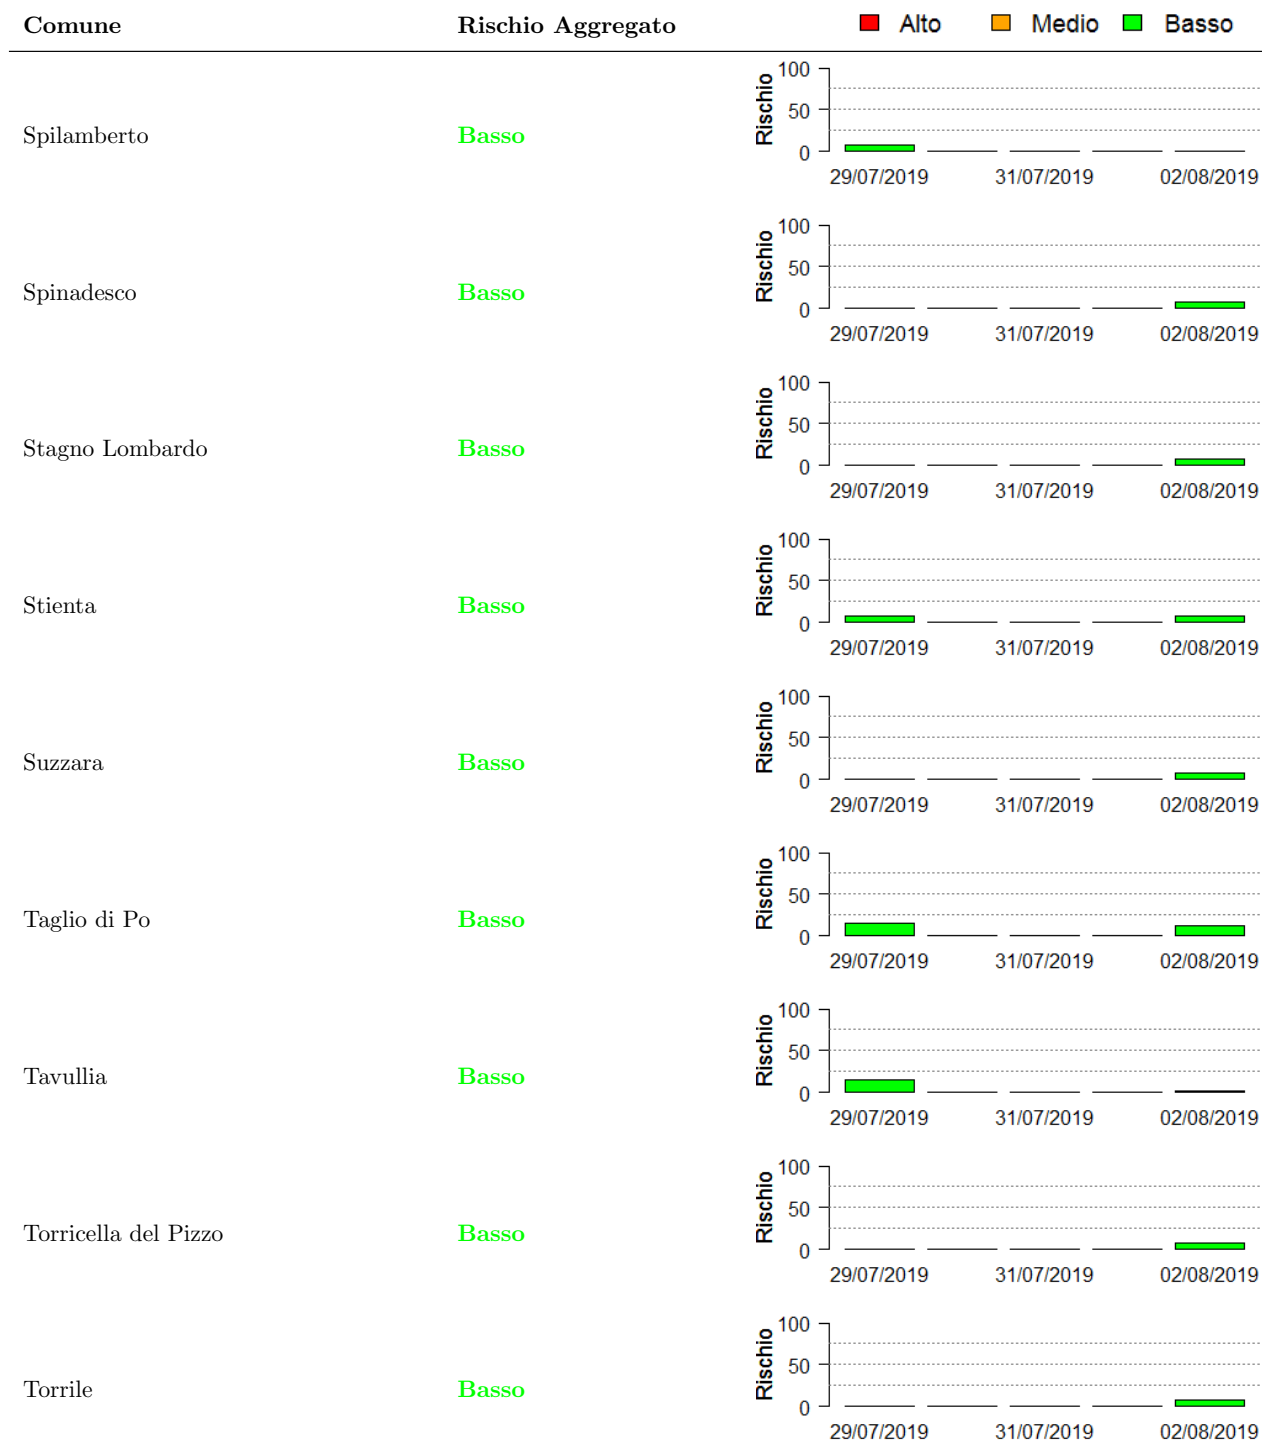 Comune Rischio Aggregato Alto Medio Basso
100
50
0
Rischio
Spilamberto Basso
29/07/2019 31/07/2019 02/08/2019
100
50
0
Rischio
Spinadesco Basso
29/07/2019 31/07/2019 02/08/2019
100
50
0
Rischio
Stagno Lombardo Basso
29/07/2019 31/07/2019 02/08/2019
100
50
0
Rischio
Stienta Basso
29/07/2019 31/07/2019 02/08/2019
100
50
0
Rischio
Suzzara Basso
29/07/2019 31/07/2019 02/08/2019
100
50
0
Rischio
Taglio di Po Basso
29/07/2019 31/07/2019 02/08/2019
100
50
0
Rischio
Tavullia Basso
29/07/2019 31/07/2019 02/08/2019
100
50
0
Rischio
Torricella del Pizzo Basso
29/07/2019 31/07/2019 02/08/2019
100
50
0
Rischio
Torrile Basso
29/07/2019 31/07/2019 02/08/2019